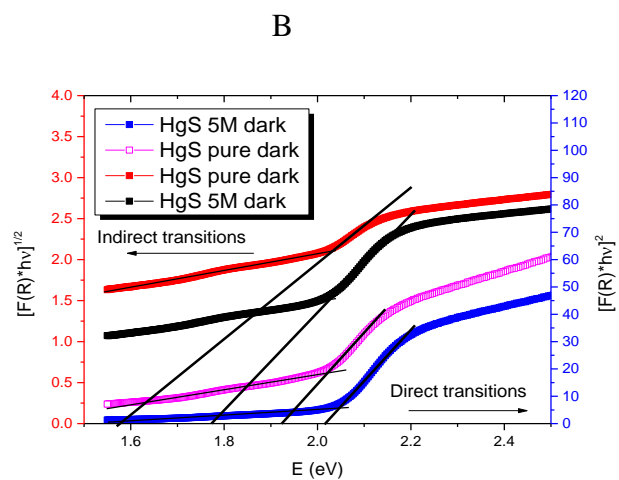 B
HgS 5M dark
HgS pure dark
HgS pure dark
HgS 5M dark
Indirect transitions
Direct transitions
[F(R)*hν]^1/2
4.0
3.5
3.0
2.5
2.0
1.5
1.0
0.5
0.0
120
110
100
90
80
70
60
50
40
30
20
10
0
[F(R)*hν]^2
1.6 1.8 2.0 2.2 2.4
E (eV)